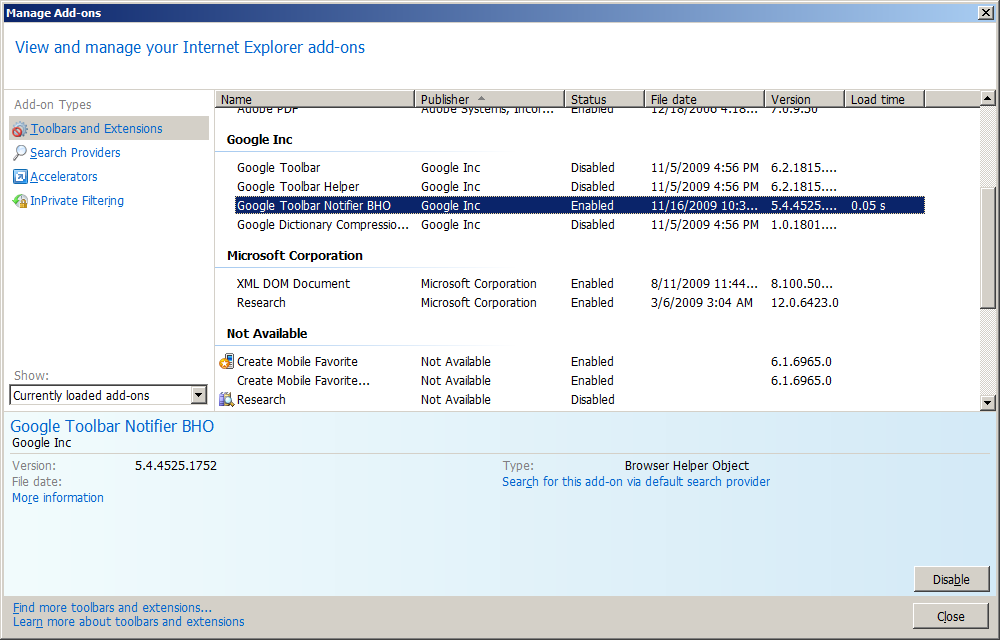 Manage Add-ons
View and manage your Internet Explorer add-ons
Add-on Types
Toolbars and Extensions
Search Providers
Accelerators
InPrivate Filtering
Show:
Currently loaded add-ons
Name Publisher Status File date Version Load time
Adobe PDF Adobe Systems, Incor... Enabled 12/18/2006 4:18... 7.0.9.50
Google Inc
Google Toolbar Google Inc Disabled 11/5/2009 4:56 PM 6.2.1815....
Google Toolbar Helper Google Inc Disabled 11/5/2009 4:56 PM 6.2.1815....
Google Toolbar Notifier BHO Google Inc Enabled 11/16/2009 10:3... 5.4.4525.... 0.05 s
Google Dictionary Compressio... Google Inc Disabled 11/5/2009 4:56 PM 1.0.1801....
Microsoft Corporation
XML DOM Document Microsoft Corporation Enabled 8/11/2009 11:44... 8.100.50...
Research Microsoft Corporation Enabled 3/6/2009 3:04 AM 12.0.6423.0
Not Available
Create Mobile Favorite Not Available Enabled 6.1.6965.0
Create Mobile Favorite... Not Available Enabled 6.1.6965.0
Research Not Available Disabled
Google Toolbar Notifier BHO
Google Inc
Version: 5.4.4525.1752 Type: Browser Helper Object
File date: Search for this add-on via default search provider
More information
Disable
Find more toolbars and extensions...
Learn more about toolbars and extensions
Close